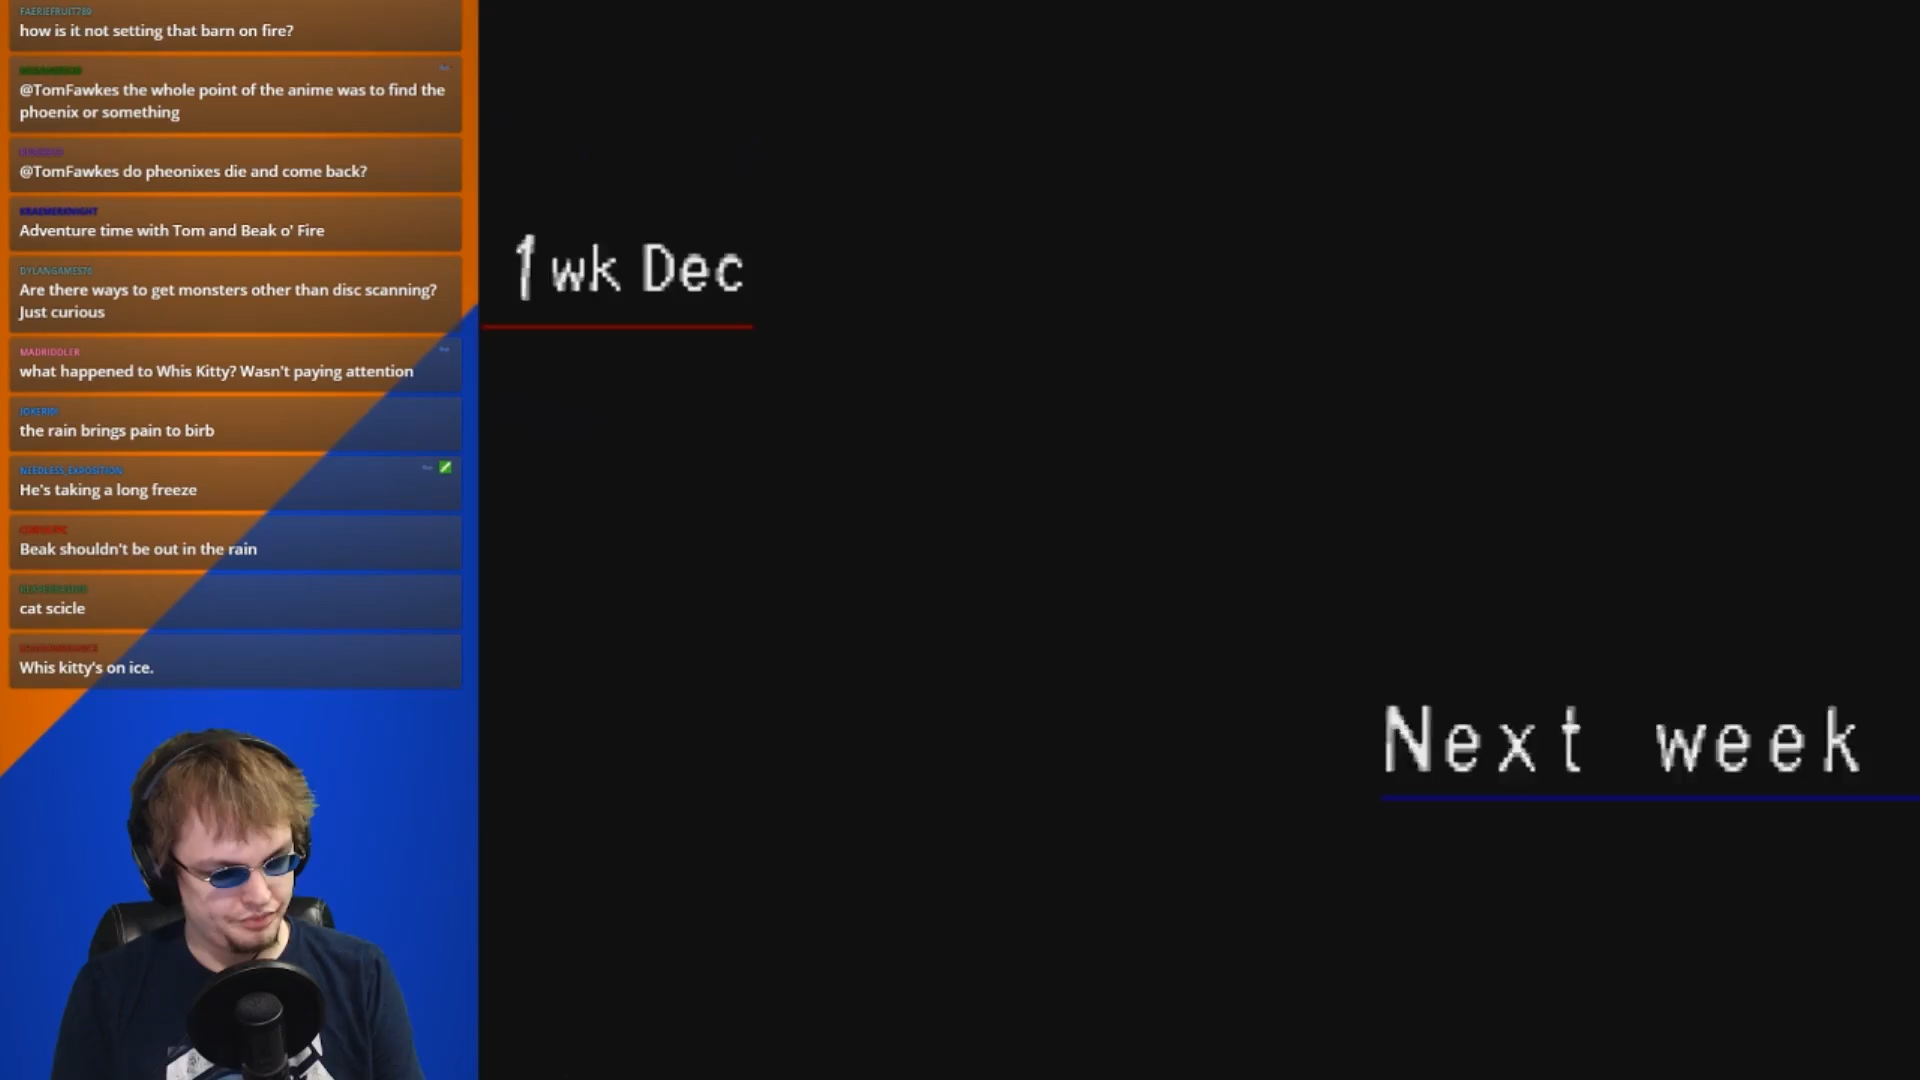 FAERIEFRUIT789
how is it not setting that barn on fire?
@TomFawkes the whole point of the anime was to find the
phoenix or something
@TomFawkes do pheonixes die and come back?
KRAEMERKNIGHT
Adventure time with Tom and Beak o' Fire
DYLANGAMES76
Are there ways to get monsters other than disc scanning?
Just curious
MADRIDDLER
what happened to Whis Kitty? Wasn't paying attention
the rain brings pain to birb
NEEDLESS_EXPOSITION
He's taking a long freeze
Beak shouldn't be out in the rain
cat scicle
Whis kitty's on ice.
1 wk Dec
Next week